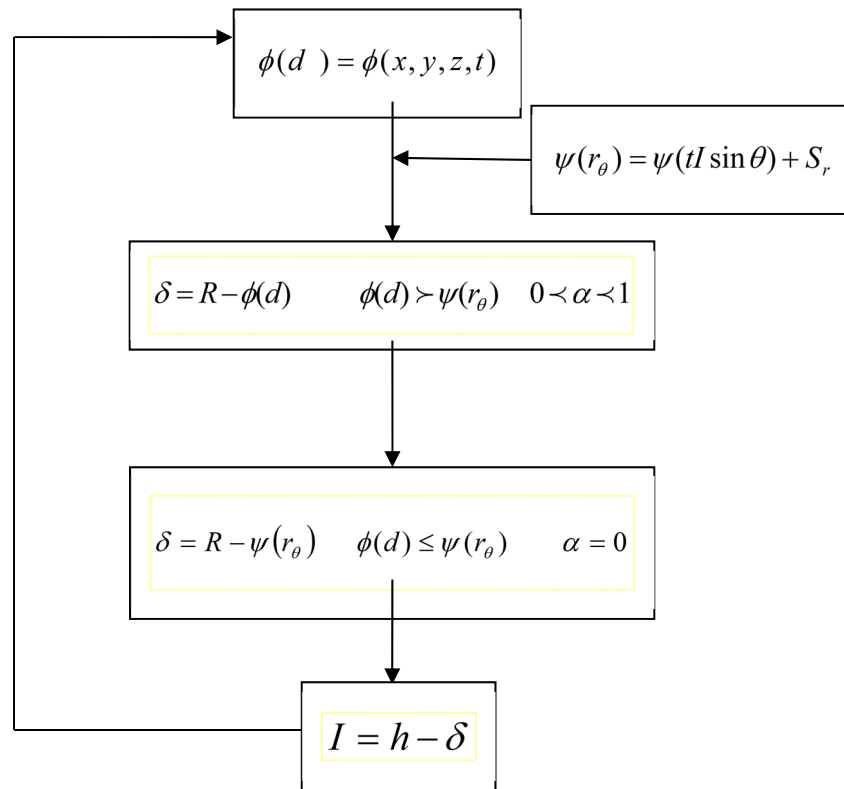 ϕ(d ) = ϕ(x, y, z, t)
ψ(r_θ) = ψ(tI sin θ) + S_r
δ = R − ϕ(d) ϕ(d) ≻ ψ(r_θ) 0 ≺ α ≺ 1
δ = R − ψ(r_θ) ϕ(d) ≤ ψ(r_θ) α = 0
I = h − δ